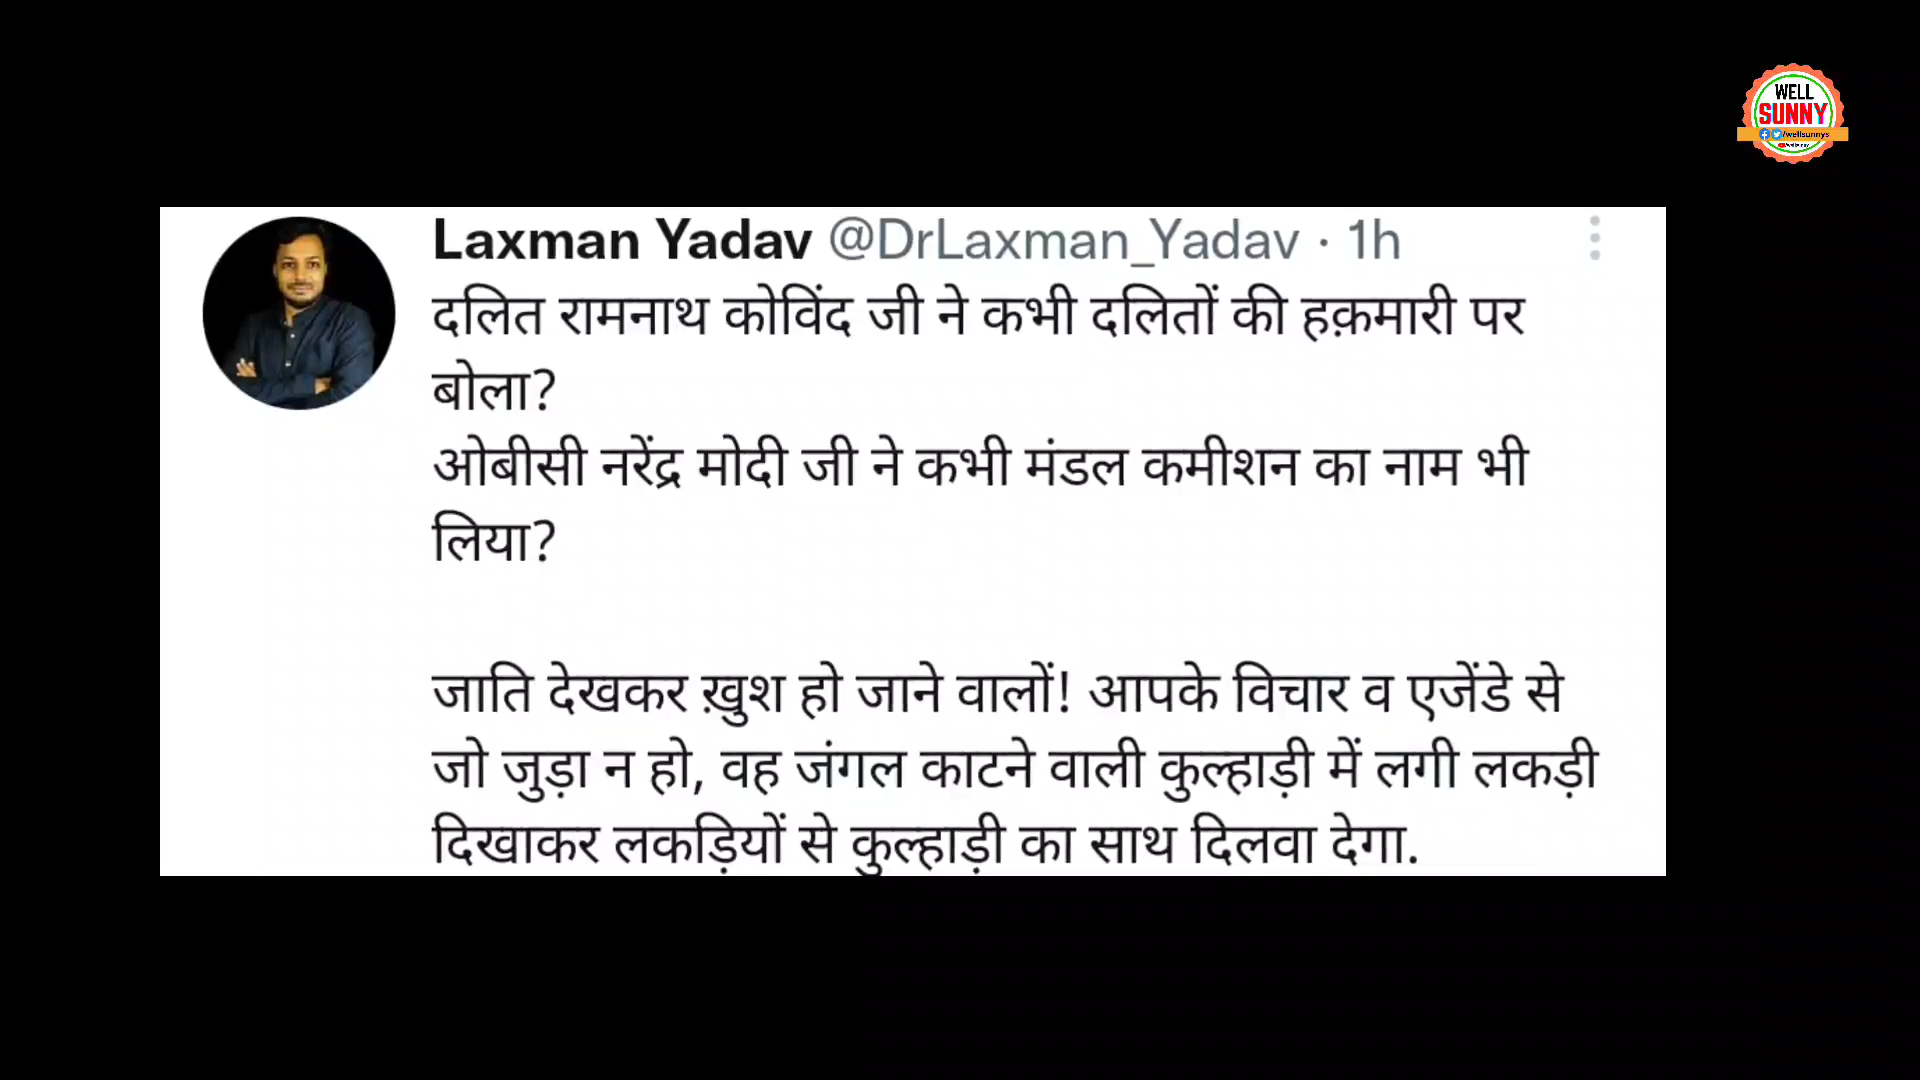 WELL
SUNNY
/wellsunnys
Laxman Yadav @DrLaxman_Yadav · 1h
दलित रामनाथ कोविंद जी ने कभी दलितों की हक़मारी पर
बोला?
ओबीसी नरेंद्र मोदी जी ने कभी मंडल कमीशन का नाम भी
लिया?
जाति देखकर ख़ुश हो जाने वालों! आपके विचार व एजेंडे से
जो जुड़ा न हो, वह जंगल काटने वाली कुल्हाड़ी में लगी लकड़ी
दिखाकर लकड़ियों से कुल्हाड़ी का साथ दिलवा देगा.